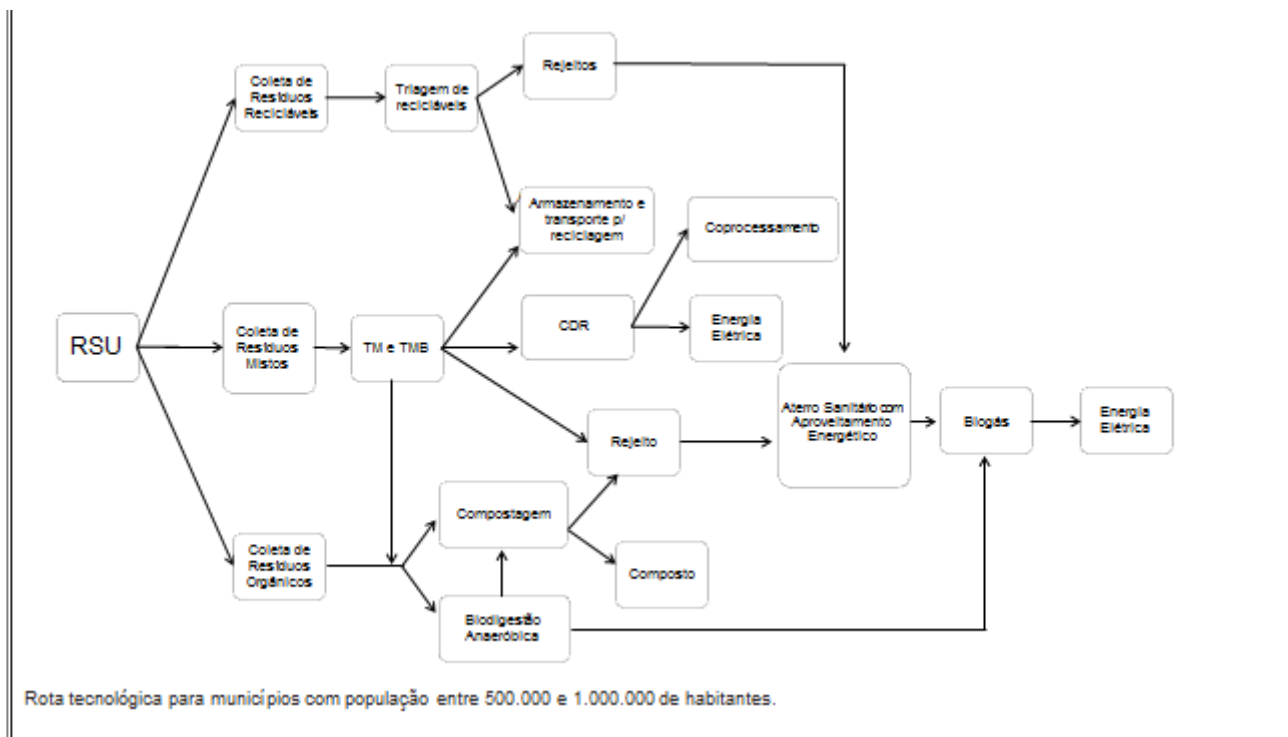 Rejeitos
Coleta de
Resíduos
Recicláveis
Triagem de
recicláveis
Armazenamento e
transporte p/
reciclagem
Coprocessamento
RSU
Coleta de
Resíduos
Mistos
TM e TMB
CDR
Energia
Elétrica
Aterro Sanitário com
Aproveitamento
Energético
Biogás
Energia
Elétrica
Rejeito
Compostagem
Coleta de
Resíduos
Orgânicos
Composto
Biodigestão
Anaeróbica
Rota tecnológica para municípios com população entre 500.000 e 1.000.000 de habitantes.